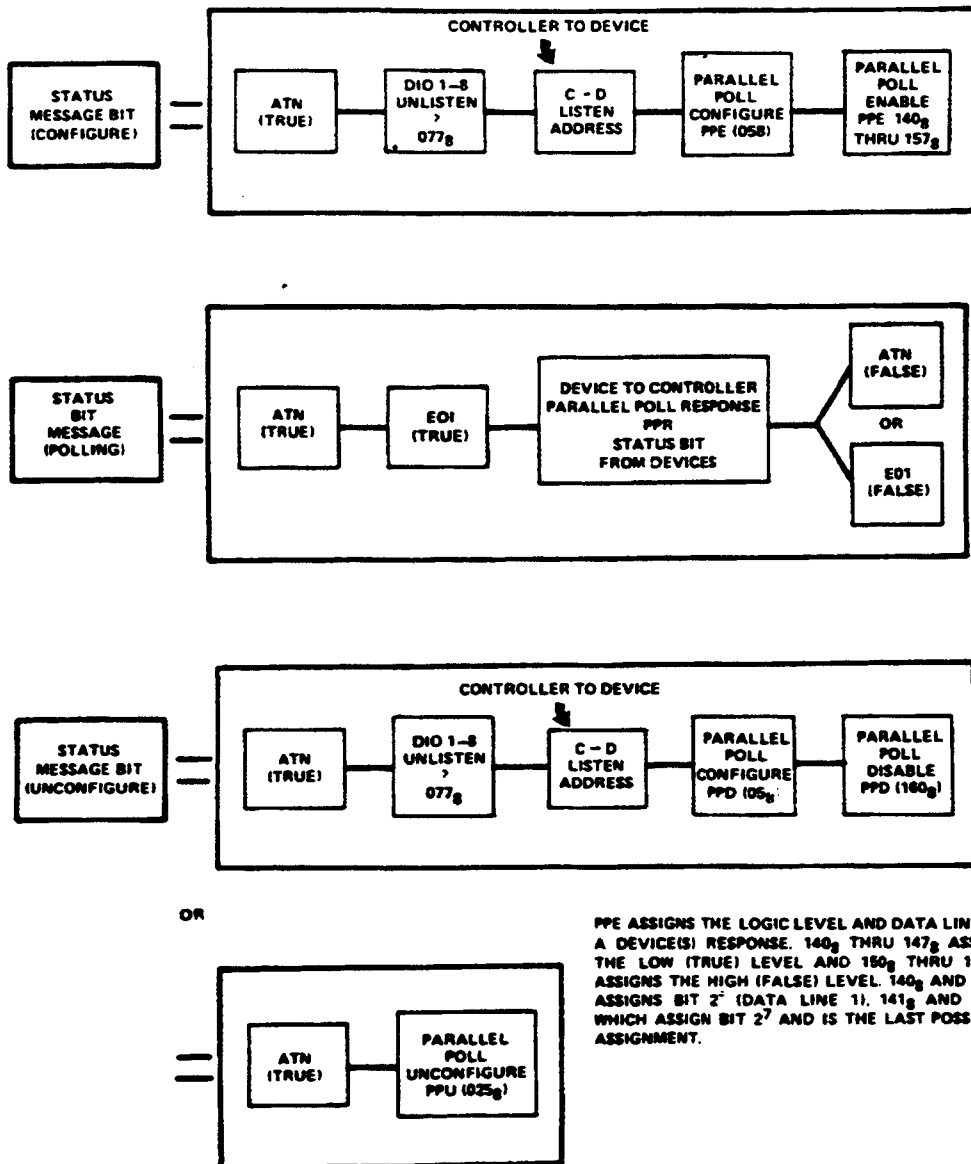 CONTROLLER TO DEVICE
STATUS
MESSAGE BIT
(CONFIGURE)
ATN
(TRUE)
DIO 1-8
UNLISTEN
>
077₈
C - D
LISTEN
ADDRESS
PARALLEL
POLL
CONFIGURE
PPE (058)
PARALLEL
POLL
ENABLE
PPE 140₈
THRU 157₈
STATUS
BIT
MESSAGE
(POLLING)
ATN
(TRUE)
EOI
(TRUE)
DEVICE TO CONTROLLER
PARALLEL POLL RESPONSE
PPR
STATUS BIT
FROM DEVICES
ATN
(FALSE)
OR
E01
(FALSE)
CONTROLLER TO DEVICE
STATUS
MESSAGE BIT
(UNCONFIGURE)
ATN
(TRUE)
DIO 1-8
UNLISTEN
>
077₈
C - D
LISTEN
ADDRESS
PARALLEL
POLL
CONFIGURE
PPD (05₈
PARALLEL
POLL
DISABLE
PPD (160₈)
OR
ATN
(TRUE)
PARALLEL
POLL
UNCONFIGURE
PPU (025₈)
PPE ASSIGNS THE LOGIC LEVEL AND DATA LIN
A DEVICE(S) RESPONSE. 140₈ THRU 147₈ AS
THE LOW (TRUE) LEVEL AND 150₈ THRU 1
ASSIGNS THE HIGH (FALSE) LEVEL. 140₈ AND
ASSIGNS BIT 2 (DATA LINE 1), 141₈ AND
WHICH ASSIGN BIT 2⁷ AND IS THE LAST POSS
ASSIGNMENT.